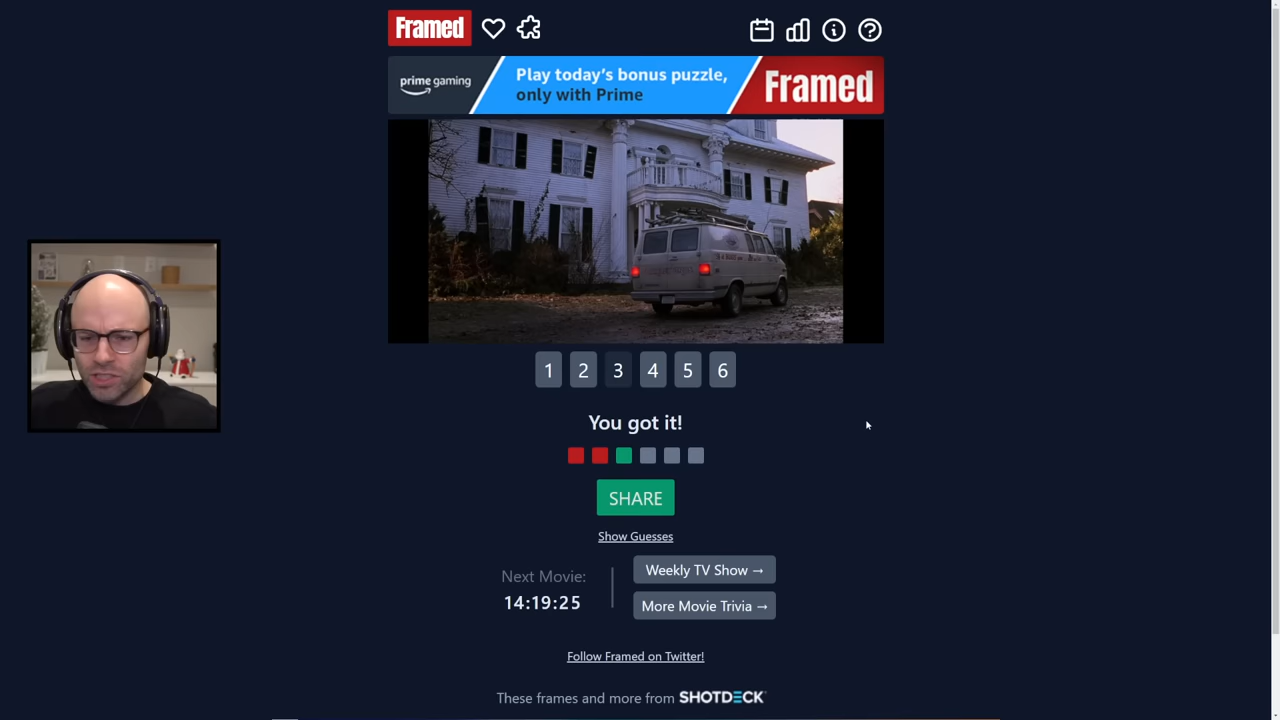 Framed
prime gaming
Play today's bonus puzzle,
only with Prime
Framed
1 2 3 4 5 6
You got it!
SHARE
Show Guesses
Next Movie:
14:19:25
Weekly TV Show →
More Movie Trivia →
Follow Framed on Twitter!
These frames and more from SHOTDECK